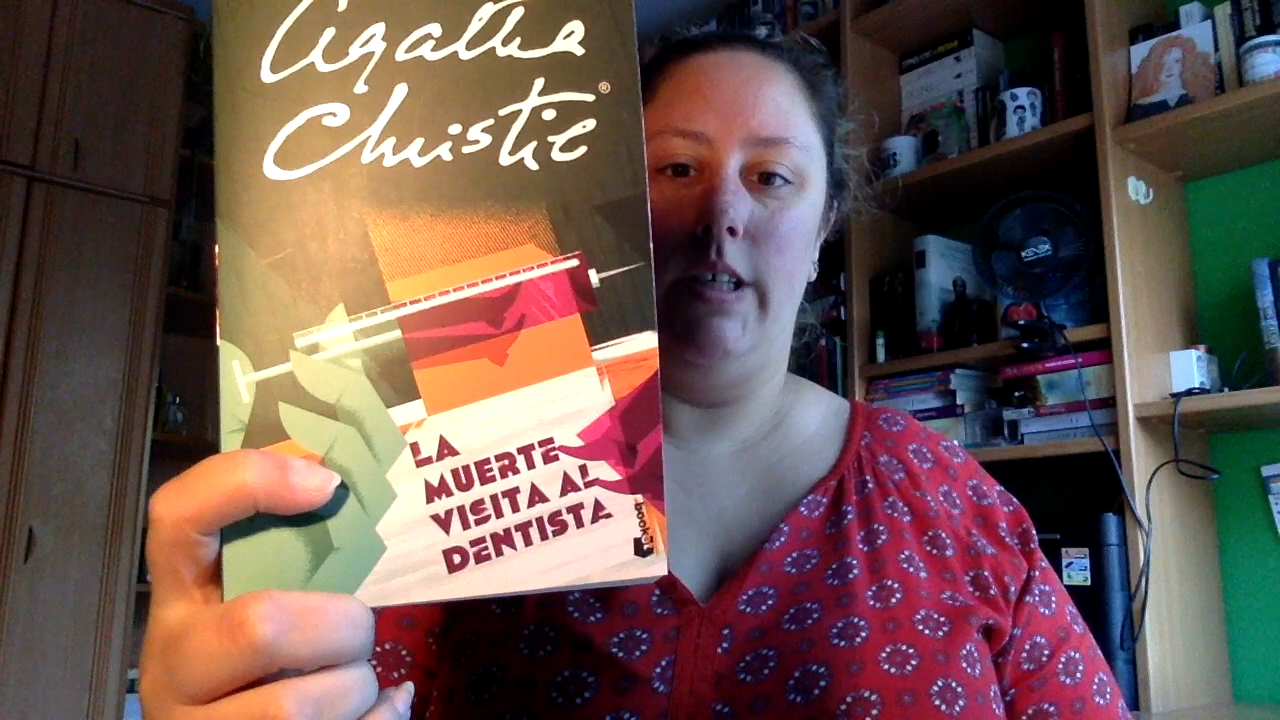 Agatha
Christie®
LA
MUERTE
VISITA AL
DENTISTA
booket